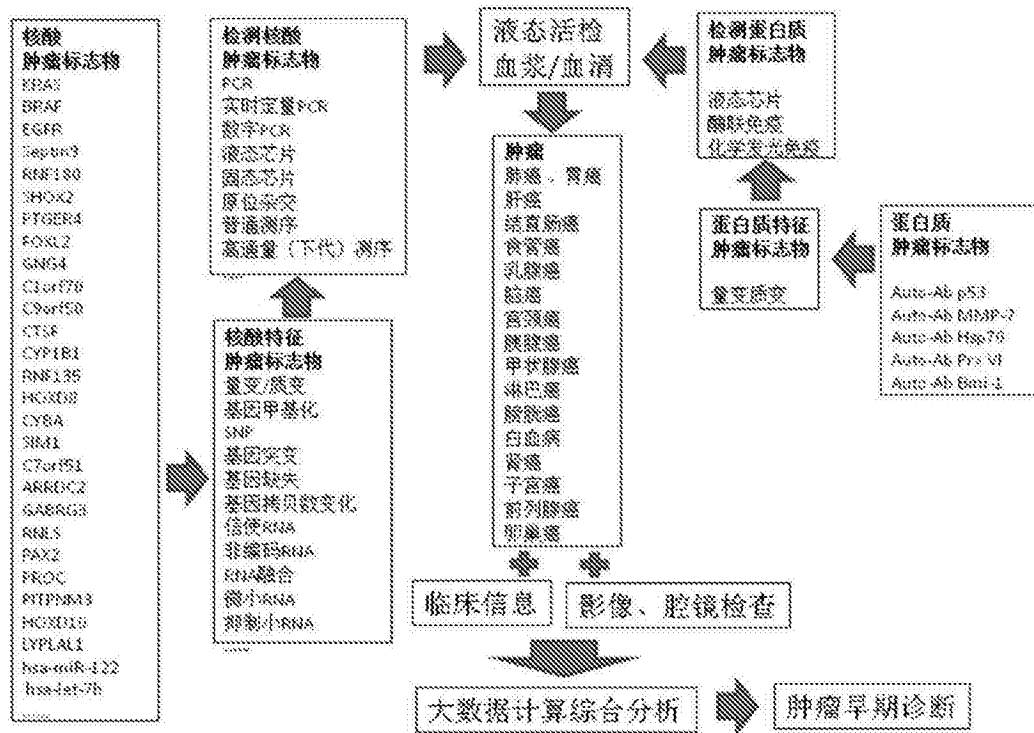 核酸
肿瘤标志物
KRAS
BRAF
EGFR
Septin9
RNF180
SHOX2
PTGER4
FOXL2
GNG4
C1orf70
C9orf50
CTSF
CYP1B1
RNF135
HOXD8
CYBA
SIM1
C7orf51
ARRDC2
GABRG3
RNLS
PAX2
PROC
PITPNM3
HOXD10
LYPLAL1
hsa-miR-122
hsa-let-7b
......
检测核酸
肿瘤标志物
PCR
实时定量PCR
数字PCR
液态芯片
固态芯片
原位杂交
普通测序
高通量（下代）测序
......
核酸特征
肿瘤标志物
量变/质变
基因甲基化
SNP
基因突变
基因缺失
基因拷贝数变化
信使RNA
非编码RNA
RNA融合
微小RNA
抑制小RNA
......
液态活检
血浆/血清
肿瘤
肺癌、胃癌
肝癌
结直肠癌
食管癌
乳腺癌
脑癌
宫颈癌
胰腺癌
甲状腺癌
淋巴癌
膀胱癌
白血病
肾癌
子宫癌
前列腺癌
卵巢癌
检测蛋白质
肿瘤标志物
液态芯片
酶联免疫
化学发光免疫
蛋白质特征
肿瘤标志物
量变质变
蛋白质
肿瘤标志物
Auto-Ab p53
Auto-Ab MMP-7
Auto-Ab Hsp70
Auto-Ab Prx VI
Auto-Ab Bmi-1
临床信息
影像、腔镜检查
大数据计算综合分析
肿瘤早期诊断